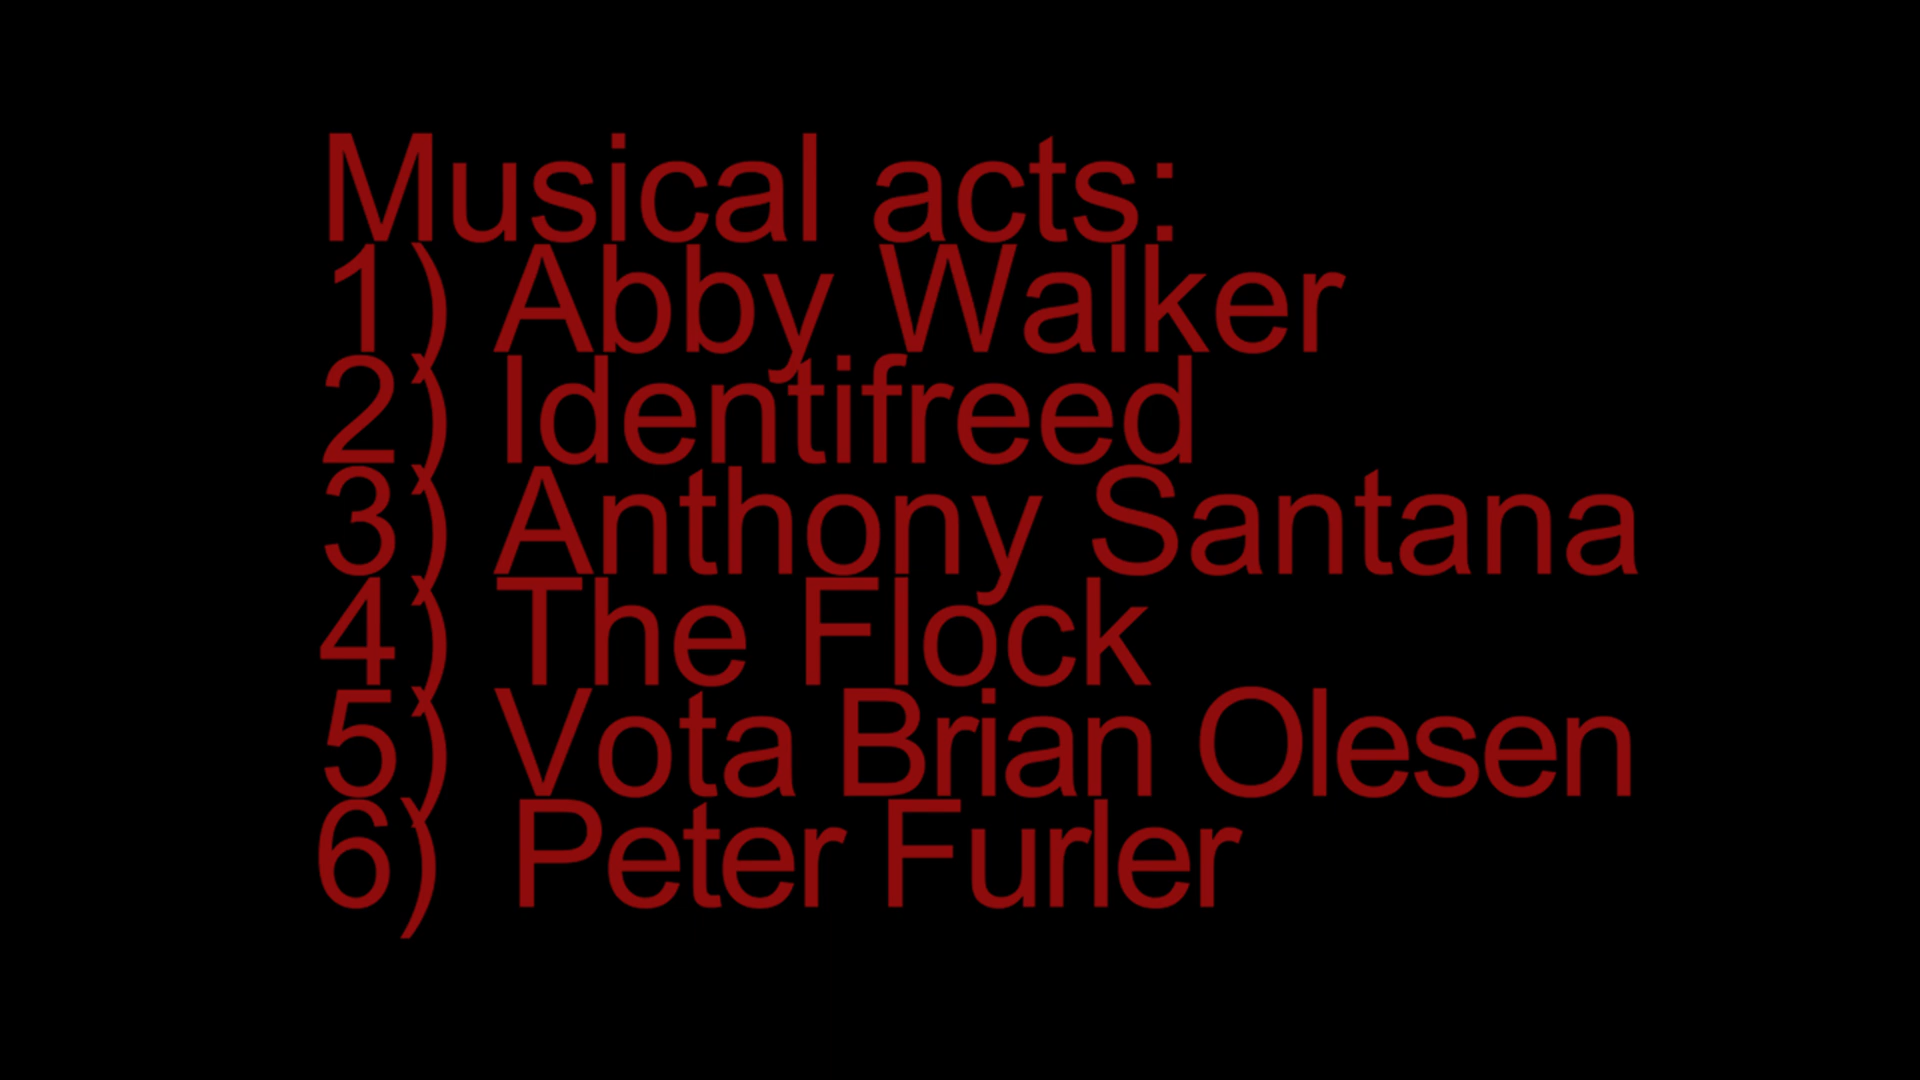 Musical acts:
1) Abby Walker
2) Identifreed
3) Anthony Santana
4) The Flock
5) Vota Brian Olesen
6) Peter Furler